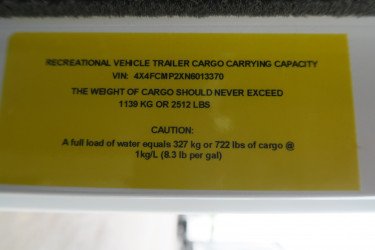 RECREATIONAL VEHICLE TRAILER CARGO CARRYING CAPACITY
VIN: 4X4FCMP2XN6013370
THE WEIGHT OF CARGO SHOULD NEVER EXCEED
1139 KG OR 2512 LBS
CAUTION:
A full load of water equals 327 kg or 722 lbs of cargo @
1kg/L (8.3 lb per gal)